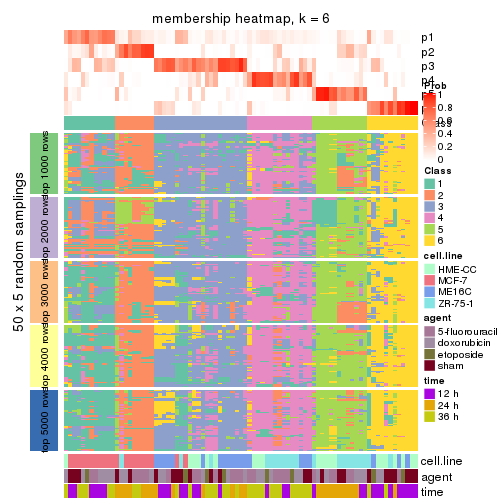 membership heatmap, k = 6
p1
p2
p3
p4
Prob
1
0.8
0.6
0.4
0.2
0
Class
1
2
3
4
5
6
cell.line
HME-CC
MCF-7
ME16C
ZR-75-1
agent
5-fluorouracil
doxorubicin
etoposide
sham
time
12 h
24 h
36 h
50 x 5 random samplings
top 1000 rows
top 2000 rows
top 3000 rows
top 4000 rows
top 5000 rows
cell.line
agent
time